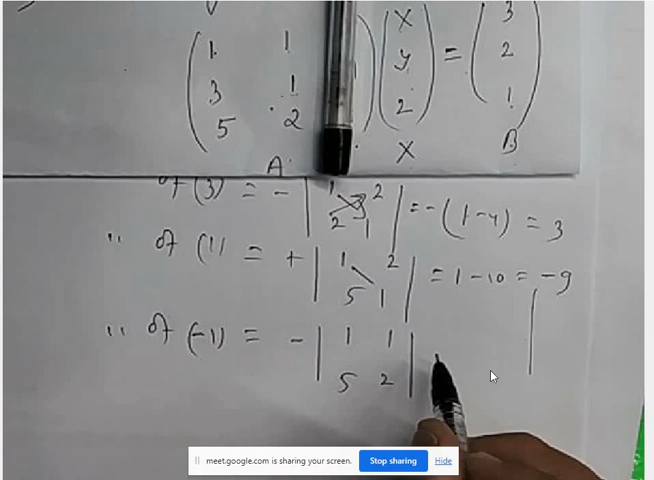 1 1 x 3
3 1 y = 2
5 2 z 1
A X B
of (3) = - | 1 2 2 1 | = -(1-4) = 3
" of (1) = + | 1 2 5 1 | = 1-10 = -9
" of (-1) = - | 1 1 5 2 |
meet.google.com is sharing your screen. Stop sharing Hide